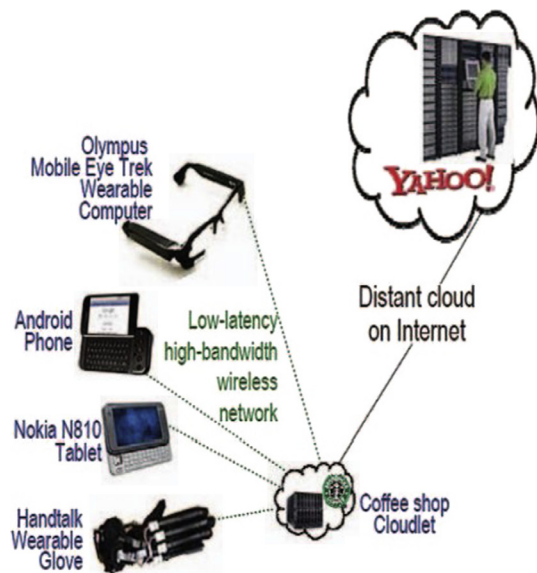 Olympus
Mobile Eye Trek
Wearable
Computer
YAHOO!
Distant cloud
on Internet
Android
Phone
Low-latency
high-bandwidth
wireless
network
Nokia N810
Tablet
Handtalk
Wearable
Glove
Coffee shop
Cloudlet